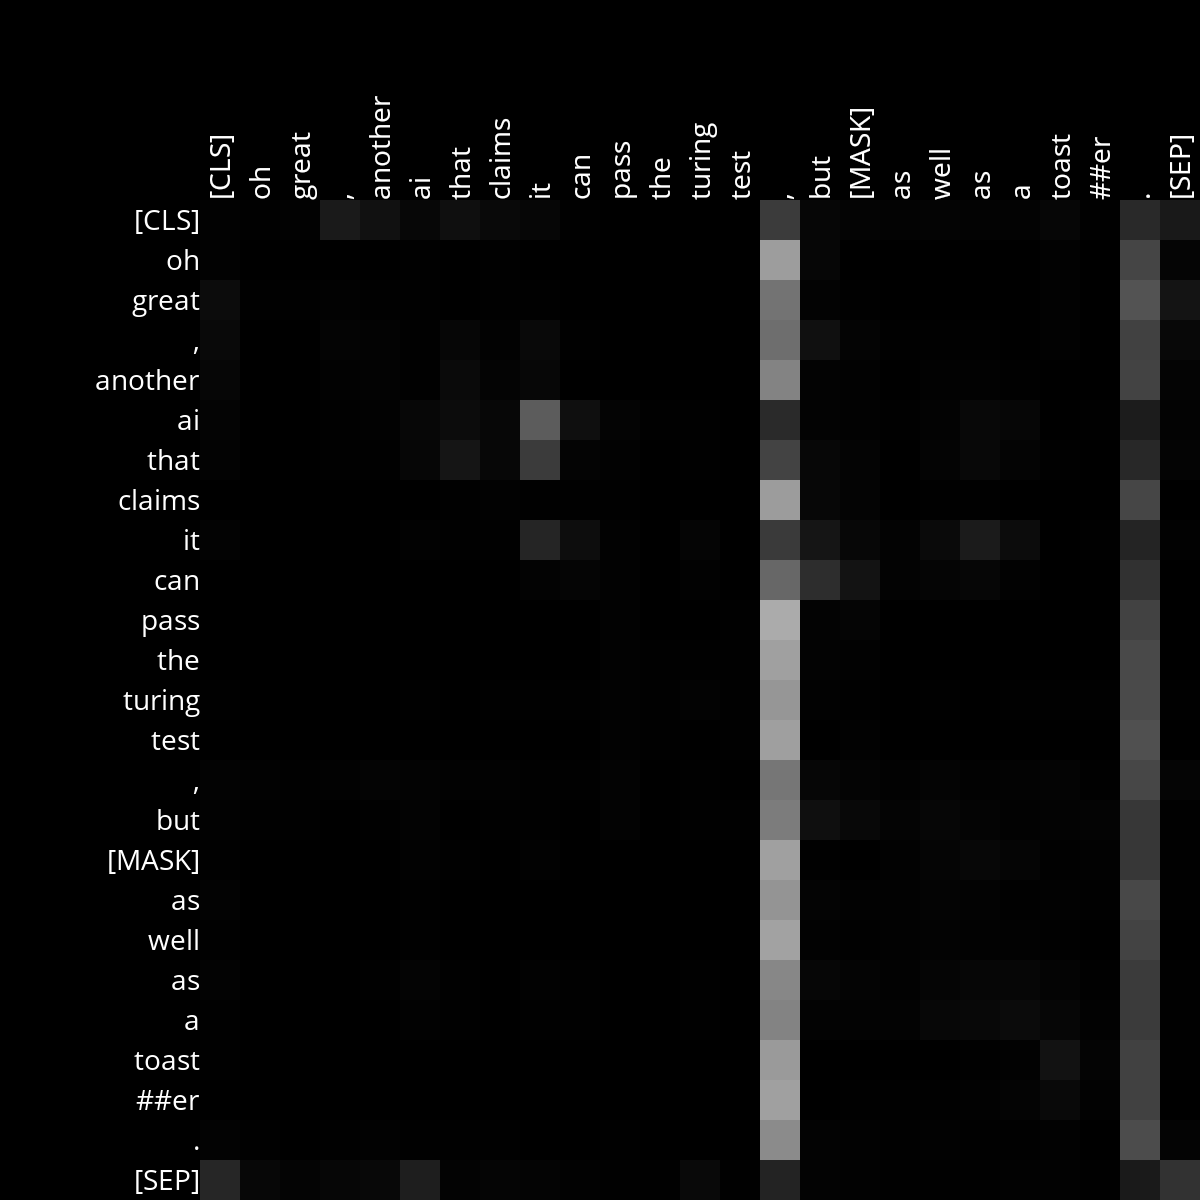 [CLS] oh great , another ai that claims it can pass the turing test , but [MASK] as well as a toast ##er . [SEP]
[CLS]
oh
great
,
another
ai
that
claims
it
can
pass
the
turing
test
,
but
[MASK]
as
well
as
a
toast
##er
.
[SEP]